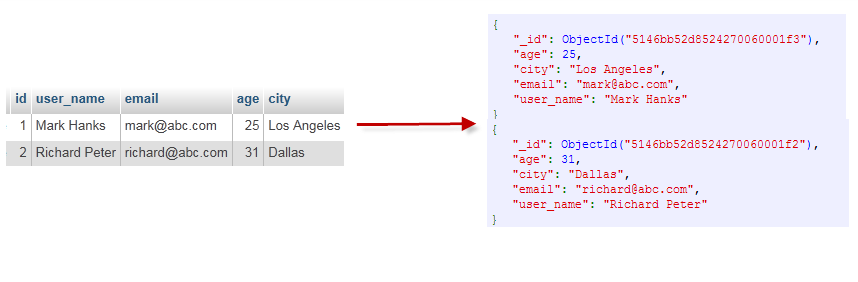 id user_name email age city
1 Mark Hanks mark@abc.com 25 Los Angeles
2 Richard Peter richard@abc.com 31 Dallas
{
"_id": ObjectId("5146bb52d8524270060001f3"),
"age": 25,
"city": "Los Angeles",
"email": "mark@abc.com",
"user_name": "Mark Hanks"
}
{
"_id": ObjectId("5146bb52d8524270060001f2"),
"age": 31,
"city": "Dallas",
"email": "richard@abc.com",
"user_name": "Richard Peter"
}